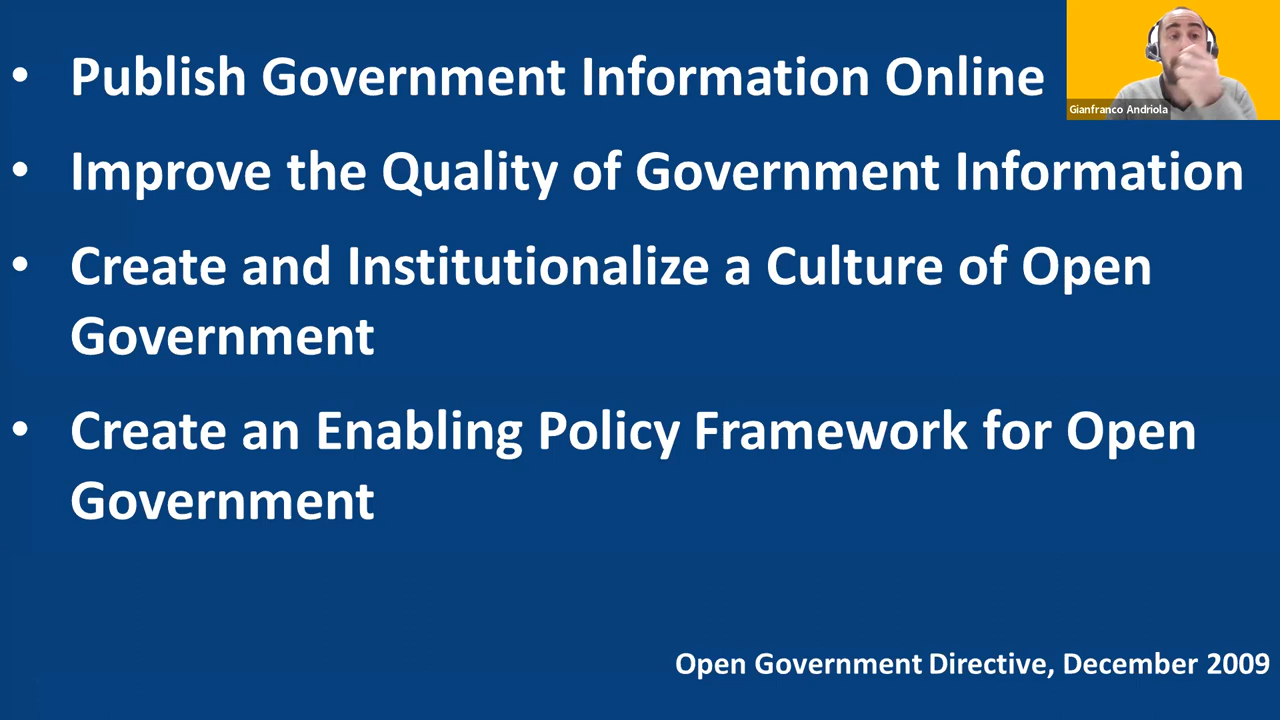 • Publish Government Information Online
Gianfranco Andriola
• Improve the Quality of Government Information
• Create and Institutionalize a Culture of Open
Government
• Create an Enabling Policy Framework for Open
Government
Open Government Directive, December 2009